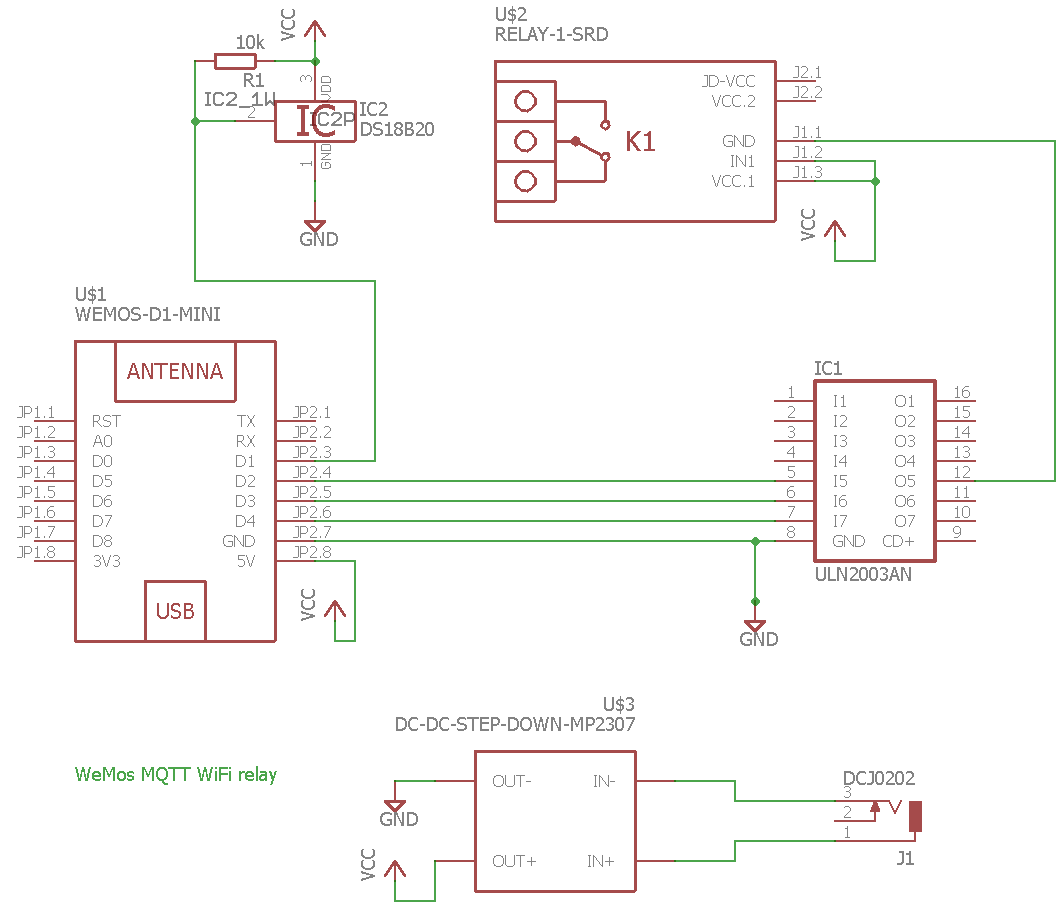 VCC
10k
R1
IC2_1W
2
3
VDD
IC
IC2P
IC2
DS18B20
1
GND
GND
U$2
RELAY-1-SRD
K1
JD-VCC
J2.1
VCC.2
J2.2
GND
J1.1
IN1
J1.2
VCC.1
J1.3
VCC
U$1
WEMOS-D1-MINI
ANTENNA
JP1.1 RST TX JP2.1
JP1.2 A0 RX JP2.2
JP1.3 D0 D1 JP2.3
JP1.4 D5 D2 JP2.4
JP1.5 D6 D3 JP2.5
JP1.6 D7 D4 JP2.6
JP1.7 D8 GND JP2.7
JP1.8 3V3 5V JP2.8
USB
VCC
IC1
1 I1 O1 16
2 I2 O2 15
3 I3 O3 14
4 I4 O4 13
5 I5 O5 12
6 I6 O6 11
7 I7 O7 10
8 GND CD+ 9
ULN2003AN
GND
U$3
DC-DC-STEP-DOWN-MP2307
OUT- IN-
OUT+ IN+
GND
VCC
WeMos MQTT WiFi relay
DCJ0202
3
2
1
J1